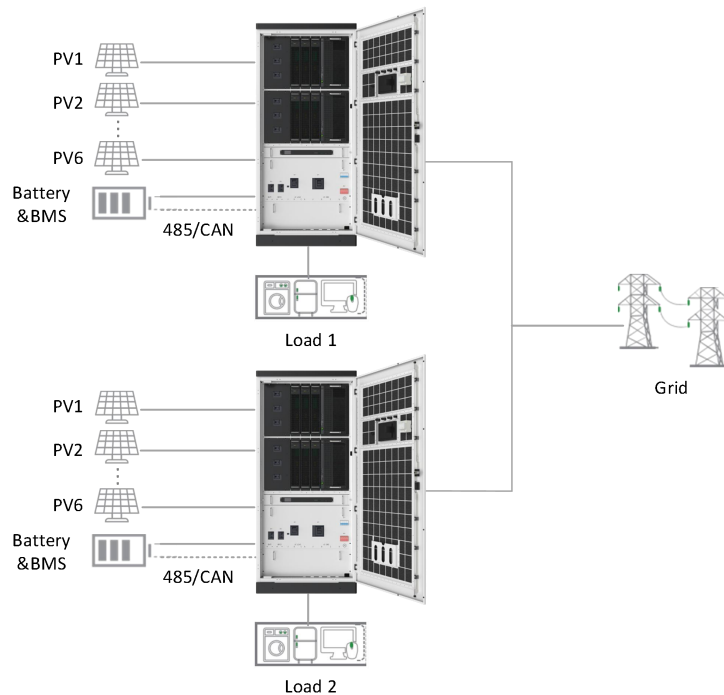 PV1
PV2
PV6
Battery
&BMS
485/CAN
Load 1
Grid
PV1
PV2
PV6
Battery
&BMS
485/CAN
Load 2